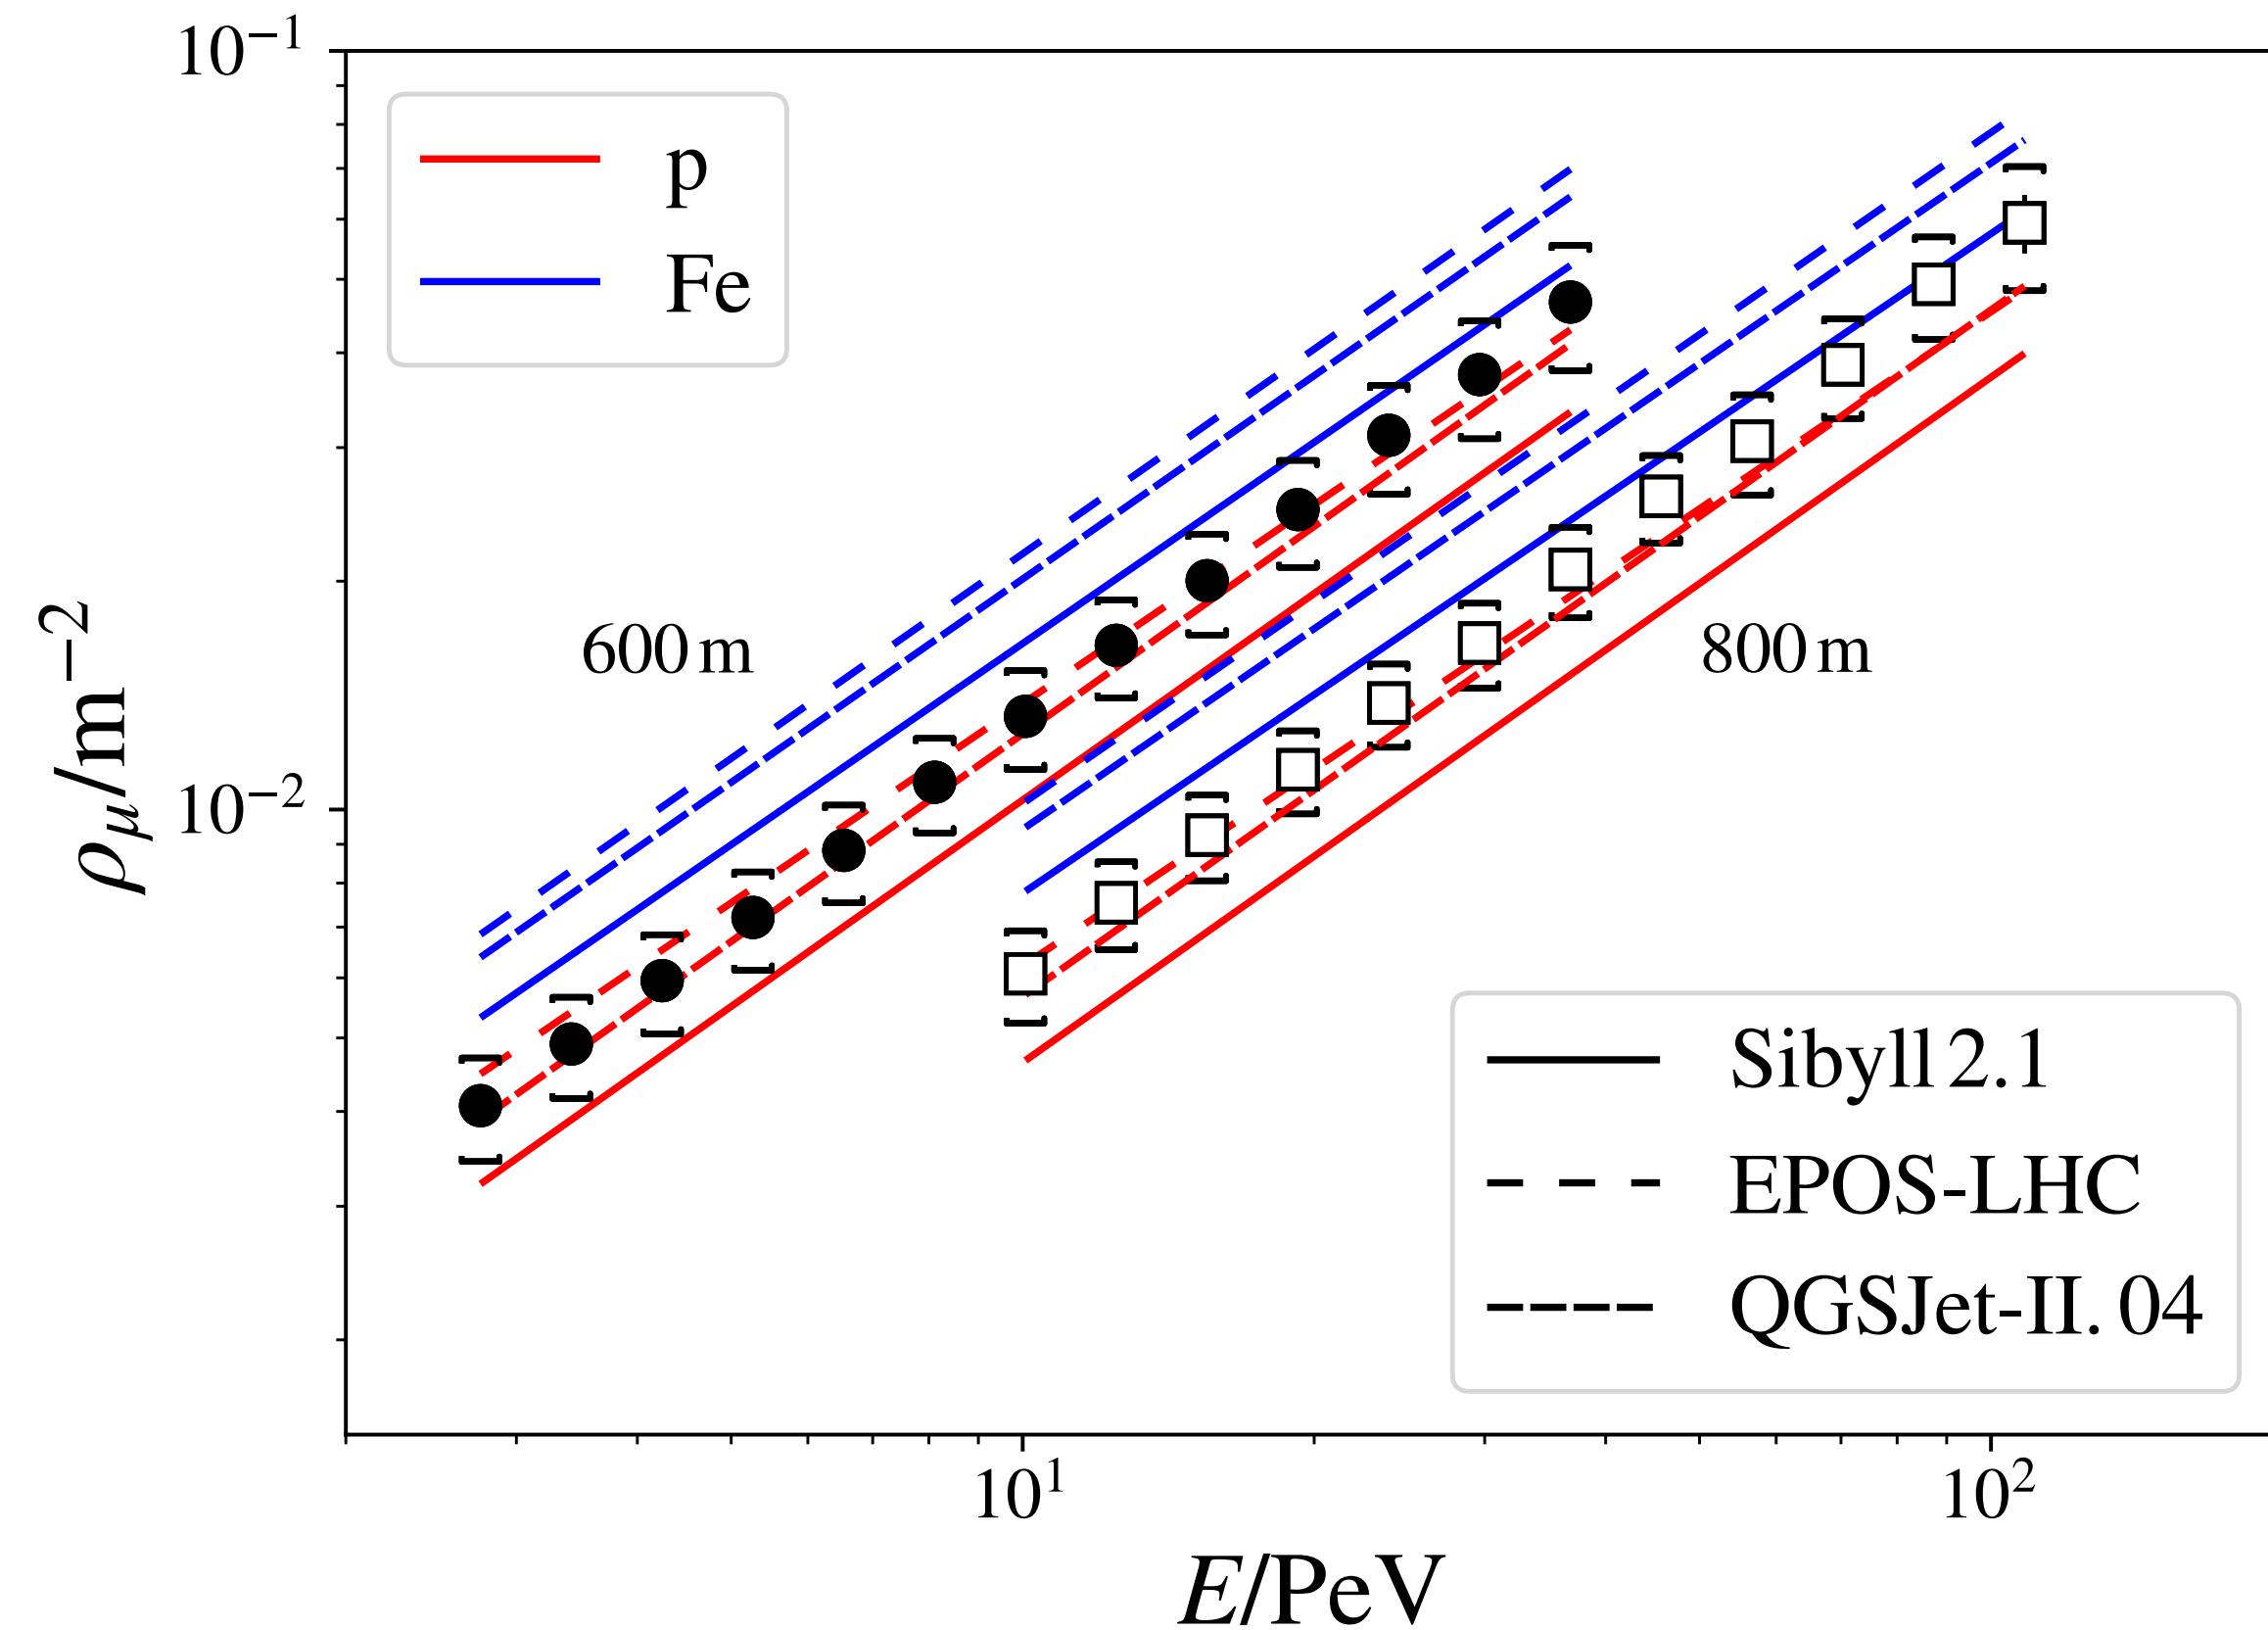 10⁻¹
p
Fe
600 m
800 m
ρ_μ/m⁻²
10⁻²
Sibyll 2.1
EPOS-LHC
QGSJet-II. 04
10¹
10²
E/PeV